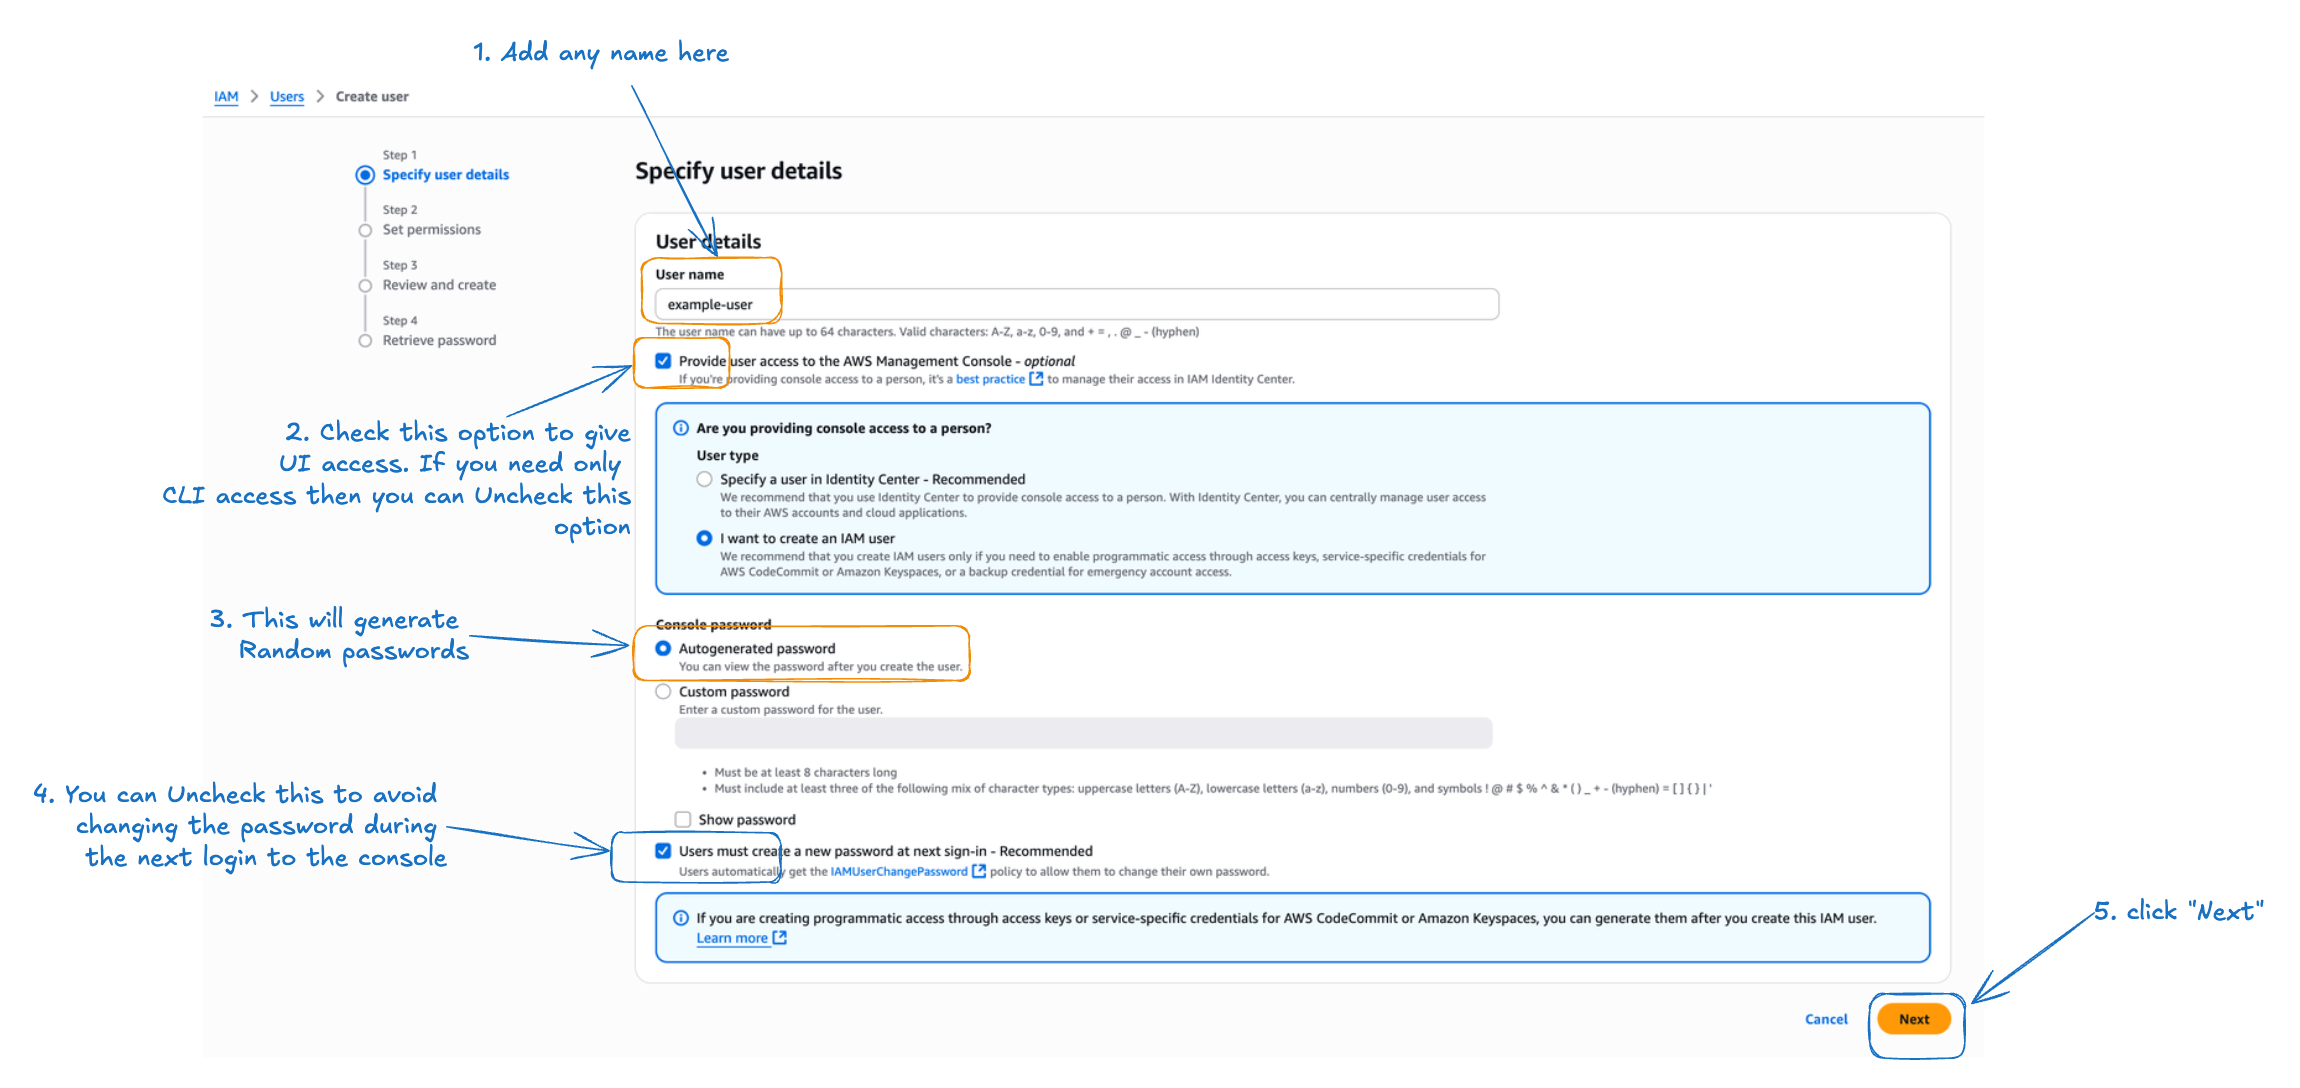 1. Add any name here
IAM > Users > Create user
Step 1
Specify user details
Step 2
Set permissions
Step 3
Review and create
Step 4
Retrieve password
Specify user details
User details
User name
example-user
The user name can have up to 64 characters. Valid characters: A-Z, a-z, 0-9, and + = , . @ _ - (hyphen)
Provide user access to the AWS Management Console - optional
If you're providing console access to a person, it's a best practice to manage their access in IAM Identity Center.
2. Check this option to give
UI access. If you need only
CLI access then you can Uncheck this
option
Are you providing console access to a person?
User type
Specify a user in Identity Center - Recommended
We recommend that you use Identity Center to provide console access to a person. With Identity Center, you can centrally manage user access
to their AWS accounts and cloud applications.
I want to create an IAM user
We recommend that you create IAM users only if you need to enable programmatic access through access keys, service-specific credentials for
AWS CodeCommit or Amazon Keyspaces, or a backup credential for emergency account access.
3. This will generate
Random passwords
Console password
Autogenerated password
You can view the password after you create the user.
Custom password
Enter a custom password for the user.
• Must be at least 8 characters long
• Must include at least three of the following mix of character types: uppercase letters (A-Z), lowercase letters (a-z), numbers (0-9), and symbols ! @ # $ % ^ & * ( ) _ + - (hyphen) = [ ] { } | '
Show password
4. You can Uncheck this to avoid
changing the password during
the next login to the console
Users must create a new password at next sign-in - Recommended
Users automatically get the IAMUserChangePassword policy to allow them to change their own password.
If you are creating programmatic access through access keys or service-specific credentials for AWS CodeCommit or Amazon Keyspaces, you can generate them after you create this IAM user.
Learn more
5. click "Next"
Cancel
Next